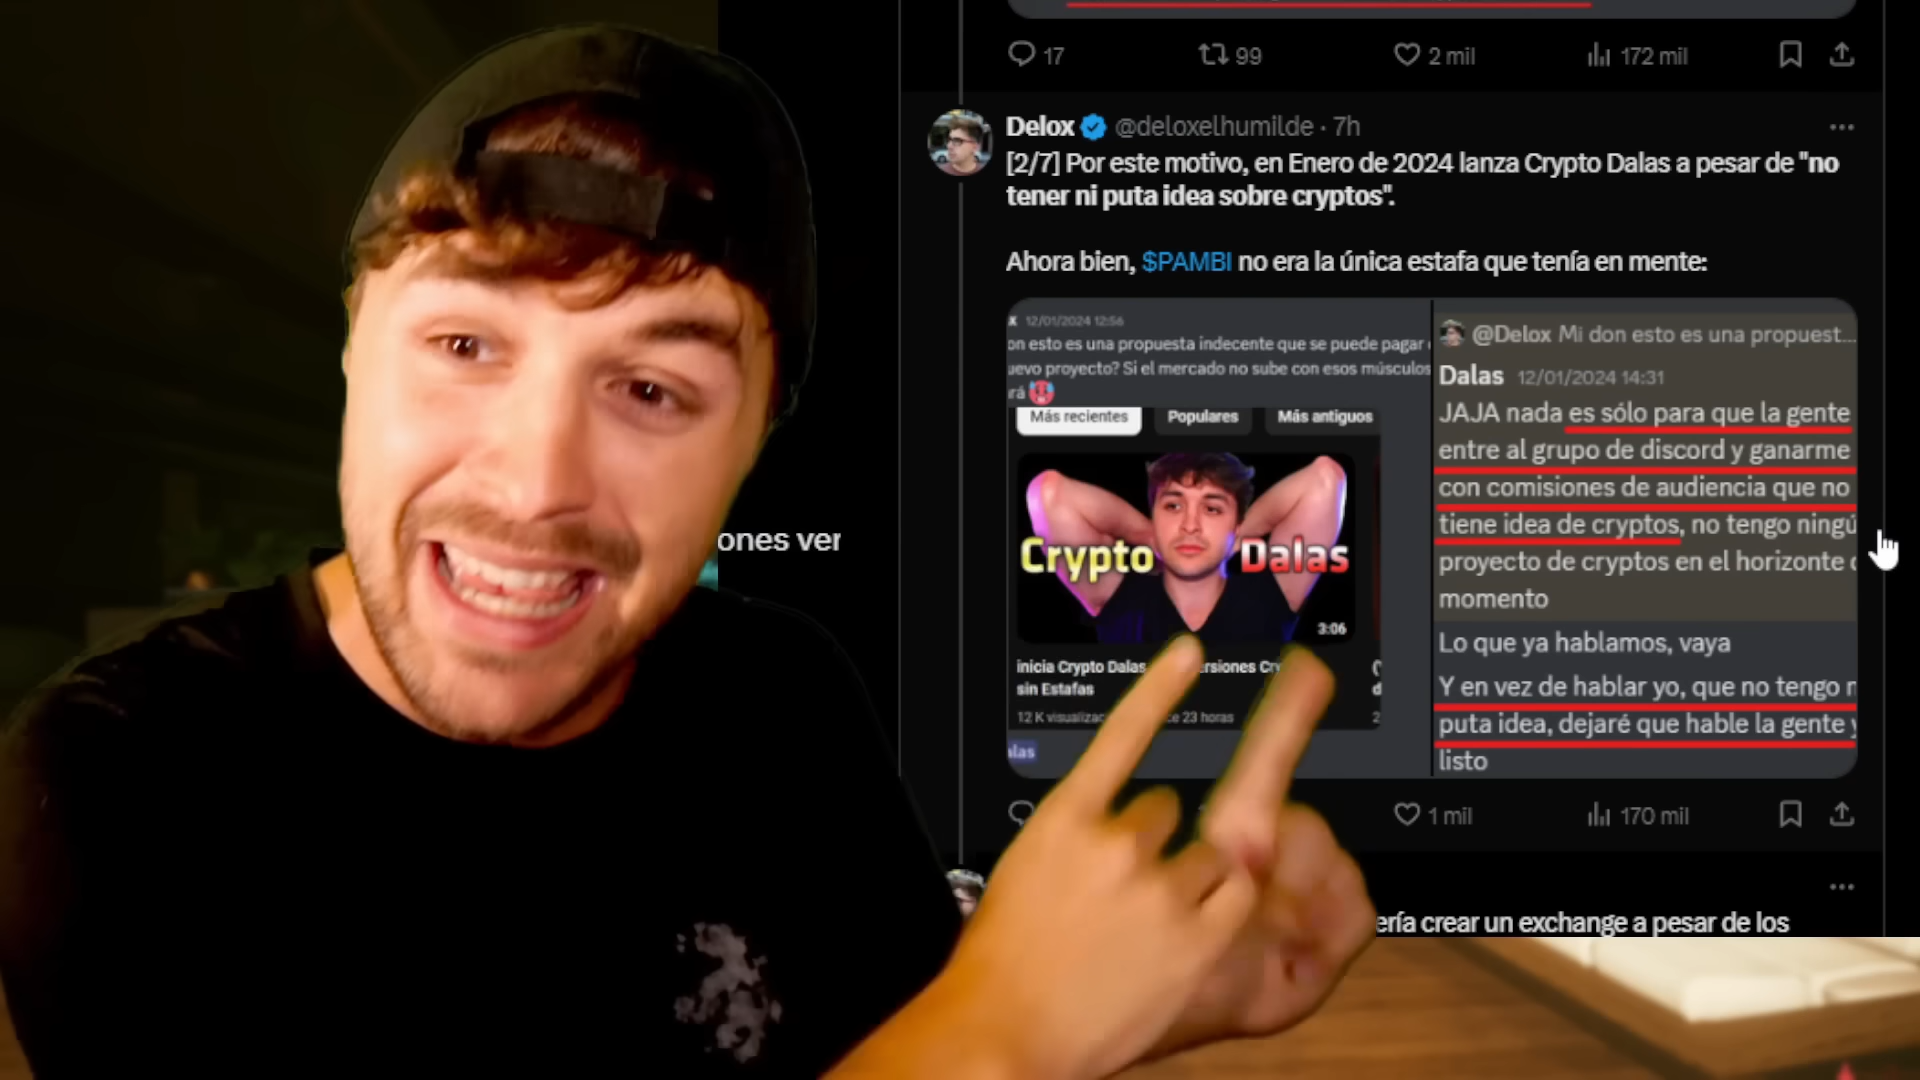 17 99 2 mil 172 mil
Delox @deloxelhumilde · 7h
[2/7] Por este motivo, en Enero de 2024 lanza Crypto Dalas a pesar de "no
tener ni puta idea sobre cryptos".
Ahora bien, $PAMBI no era la única estafa que tenía en mente:
12/01/2024 12:56
on esto es una propuesta indecente que se puede pagar
uevo proyecto? Si el mercado no sube con esos músculos
rá
Más recientes Populares Más antiguos
Crypto Dalas
3:06
inicia Crypto Dalas
sin Estafas
12 K
ce 23 horas
alas
@Delox Mi don esto es una propuest...
Dalas 12/01/2024 14:31
JAJA nada es sólo para que la gente
entre al grupo de discord y ganarme
con comisiones de audiencia que no
tiene idea de cryptos, no tengo ningú
proyecto de cryptos en el horizonte
momento
Lo que ya hablamos, vaya
Y en vez de hablar yo, que no tengo
puta idea, dejaré que hable la gente
listo
ones ver
1 mil 170 mil
ería crear un exchange a pesar de los